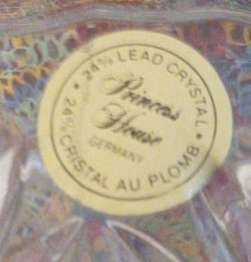 • 24% LEAD CRYSTAL •
Princess
House
GERMANY
24% CRISTAL AU PLOMB